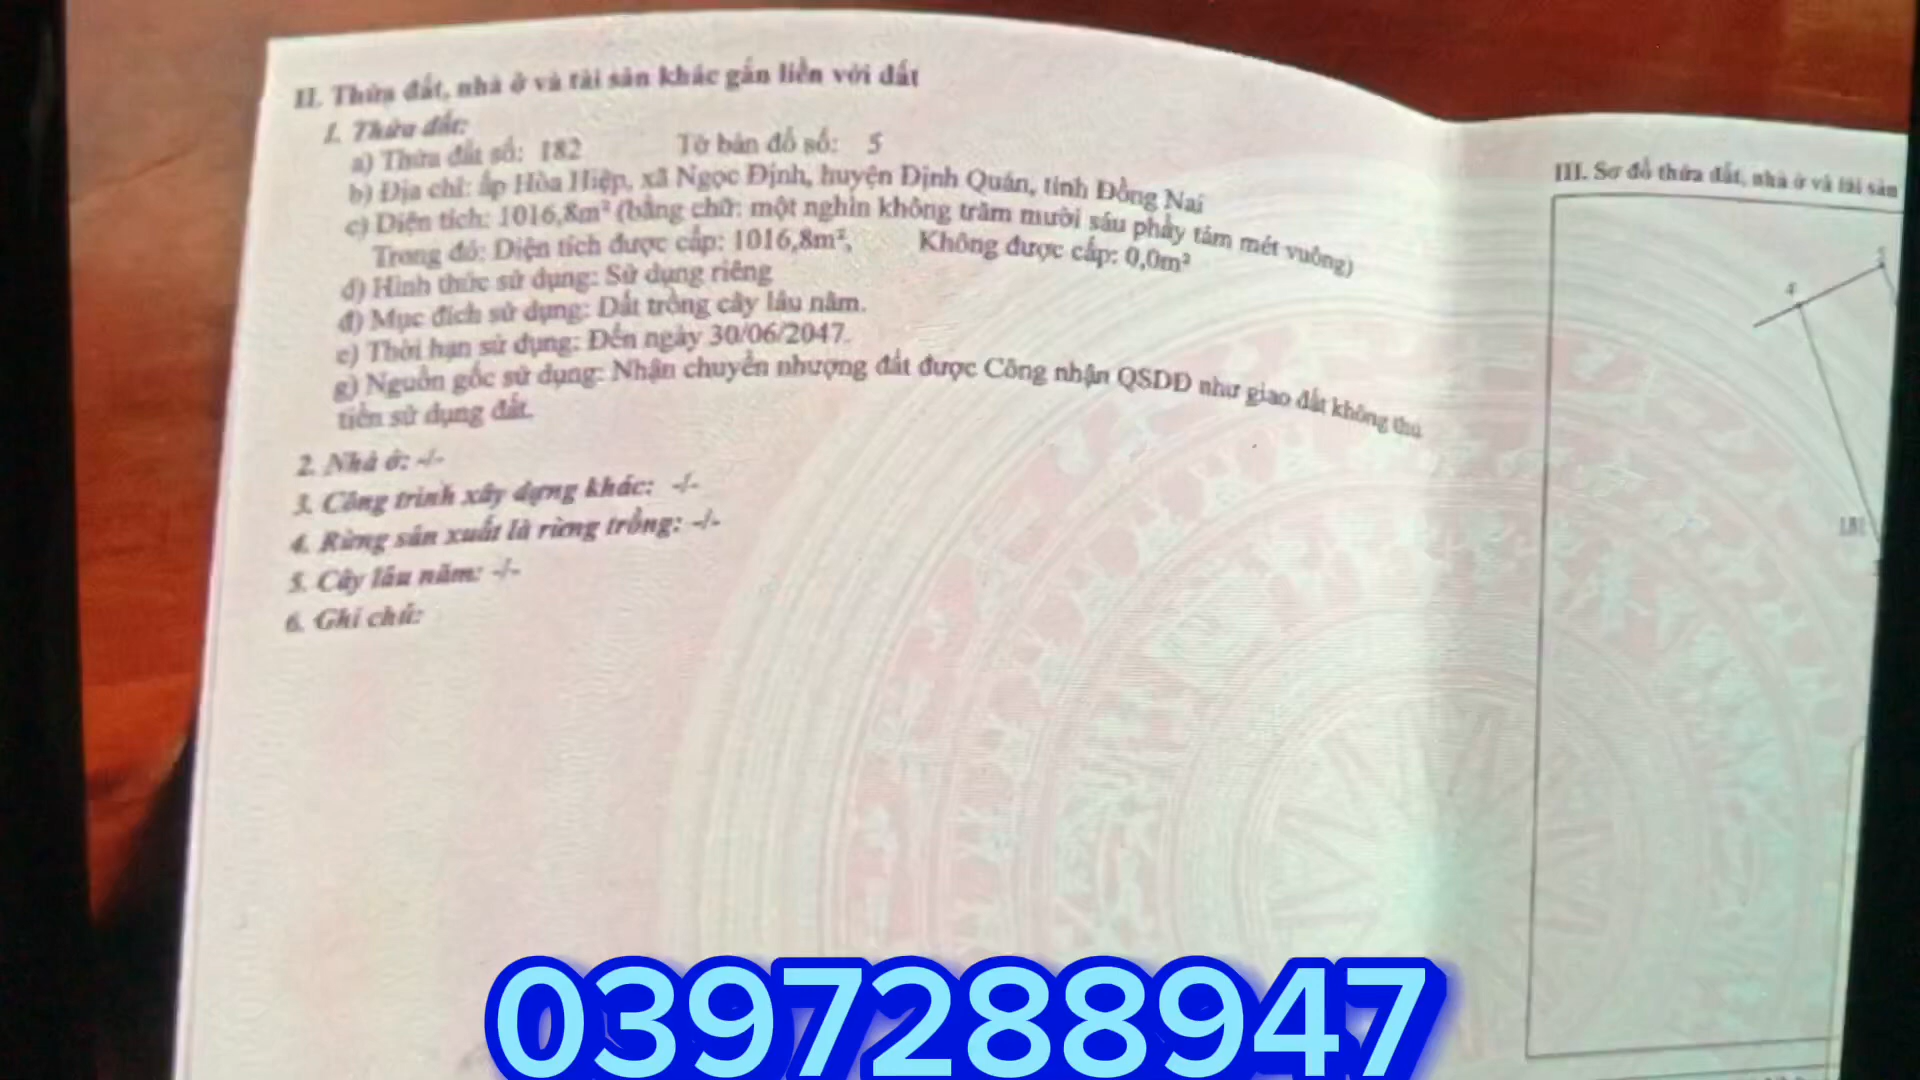 II. Thửa đất, nhà ở và tài sản khác gắn liền với đất
1. Thửa đất:
a) Thửa đất số: 182 Tờ bản đồ số: 5
b) Địa chỉ: ấp Hòa Hiệp, xã Ngọc Định, huyện Định Quán, tỉnh Đồng Nai
c) Diện tích: 1016,8m² (bằng chữ: một nghìn không trăm mười sáu phẩy tám mét vuông)
Trong đó: Diện tích được cấp: 1016,8m², Không được cấp: 0,0m²
d) Hình thức sử dụng: Sử dụng riêng
đ) Mục đích sử dụng: Đất trồng cây lâu năm.
e) Thời hạn sử dụng: Đến ngày 30/06/2047.
g) Nguồn gốc sử dụng: Nhận chuyển nhượng đất được Công nhận QSDĐ như giao đất không thu
tiền sử dụng đất.
2. Nhà ở: -/-
3. Công trình xây dựng khác: -/-
4. Rừng sản xuất là rừng trồng: -/-
5. Cây lâu năm: -/-
6. Ghi chú:
III. Sơ đồ thửa đất, nhà ở và tài sản
4
181
0397288947